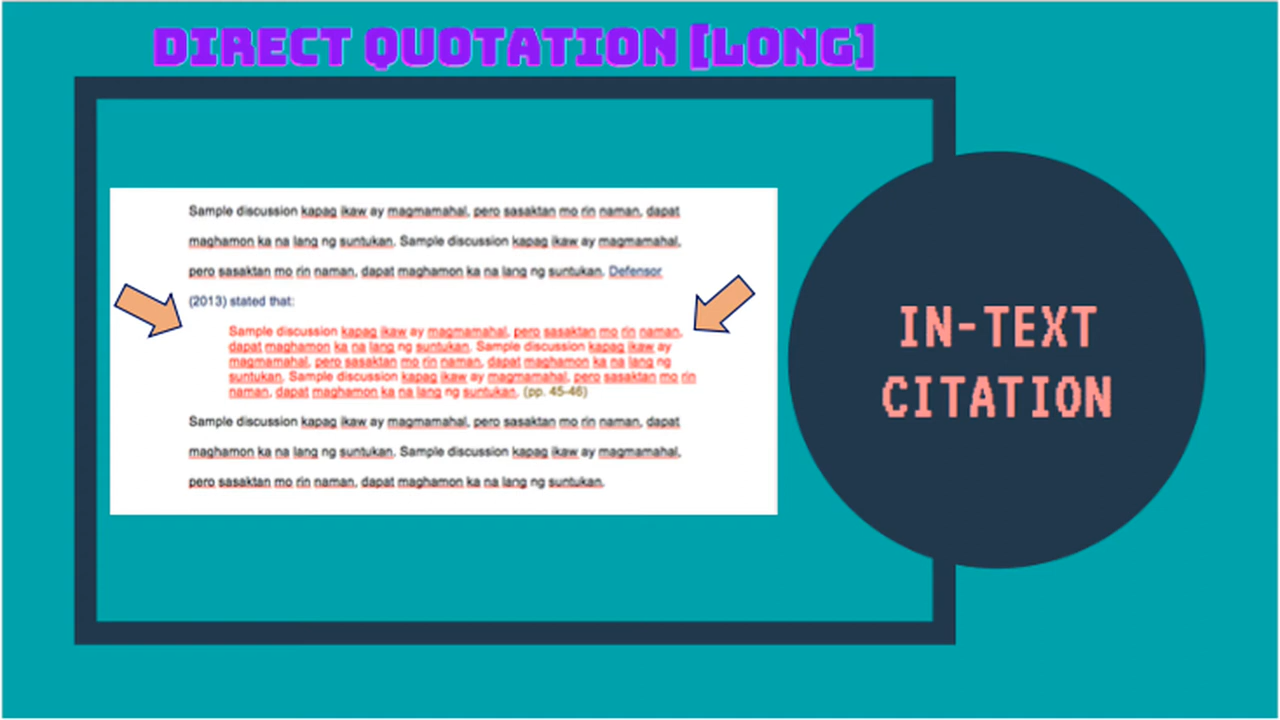 DIRECT QUOTATION [LONG]
Sample discussion kapag ikaw ay magmamahal, pero sasaktan mo rin naman, dapat
maghamon ka na lang ng suntukan. Sample discussion kapag ikaw ay magmamahal,
pero sasaktan mo rin naman, dapat maghamon ka na lang ng suntukan. Defensor
(2013) stated that:
Sample discussion kapag ikaw ay magmamahal, pero sasaktan mo rin naman,
dapat maghamon ka na lang ng suntukan. Sample discussion kapag ikaw ay
magmamahal, pero sasaktan mo rin naman, dapat maghamon ka na lang ng
suntukan. Sample discussion kapag ikaw ay magmamahal, pero sasaktan mo rin
naman, dapat maghamon ka na lang ng suntukan. (pp. 45-46)
Sample discussion kapag ikaw ay magmamahal, pero sasaktan mo rin naman, dapat
maghamon ka na lang ng suntukan. Sample discussion kapag ikaw ay magmamahal,
pero sasaktan mo rin naman, dapat maghamon ka na lang ng suntukan.
IN-TEXT
CITATION